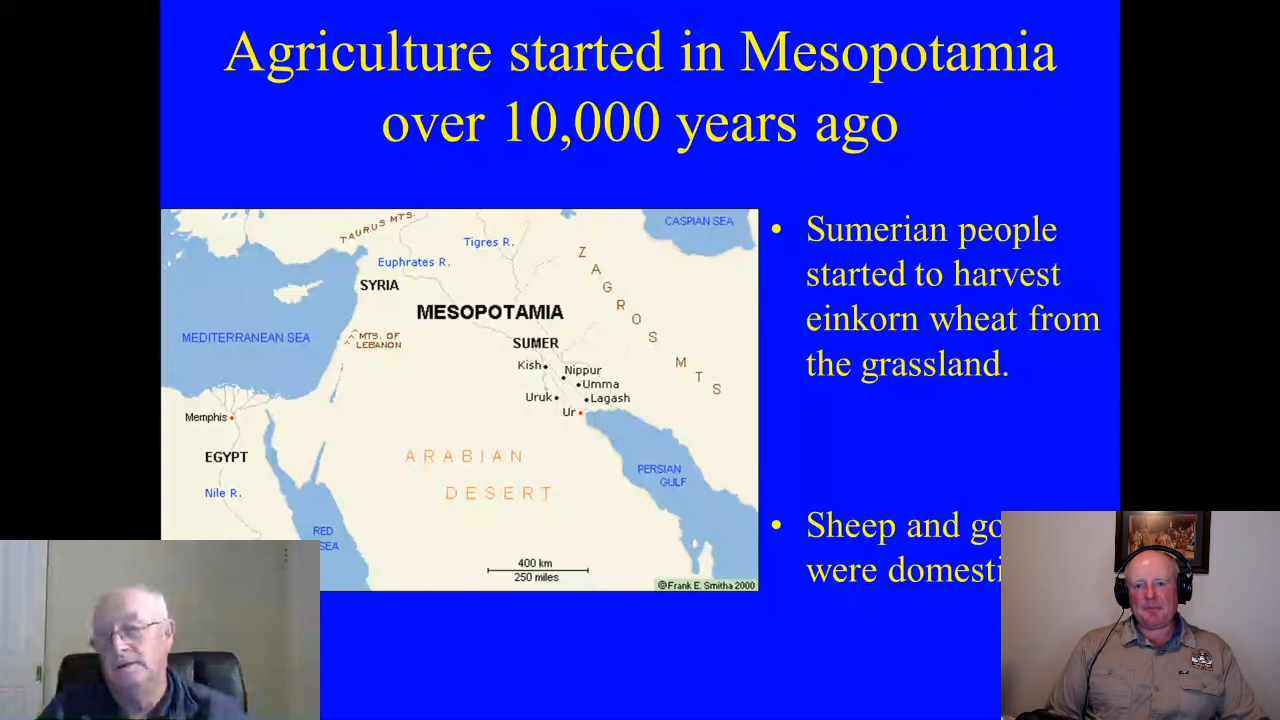 Agriculture started in Mesopotamia
over 10,000 years ago
TAURUS MTS.
CASPIAN SEA
Tigres R.
Euphrates R.
SYRIA
ZAGROS MTS
MESOPOTAMIA
MEDITERRANEAN SEA
MTS. OF
LEBANON
SUMER
Kish
Nippur
Umma
Uruk
Lagash
Ur
Memphis
EGYPT
ARABIAN
DESERT
PERSIAN
GULF
Nile R.
RED
SEA
400 km
250 miles
©Frank E. Smitha 2000
• Sumerian people
started to harvest
einkorn wheat from
the grassland.
• Sheep and go
were domesti